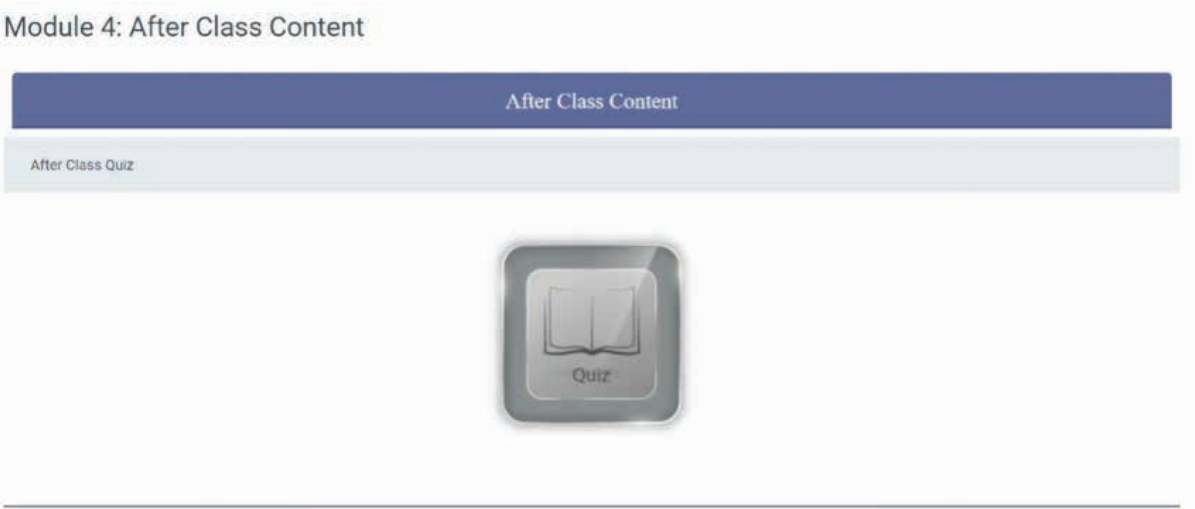 Module 4: After Class Content
After Class Content
After Class Quiz
Quiz